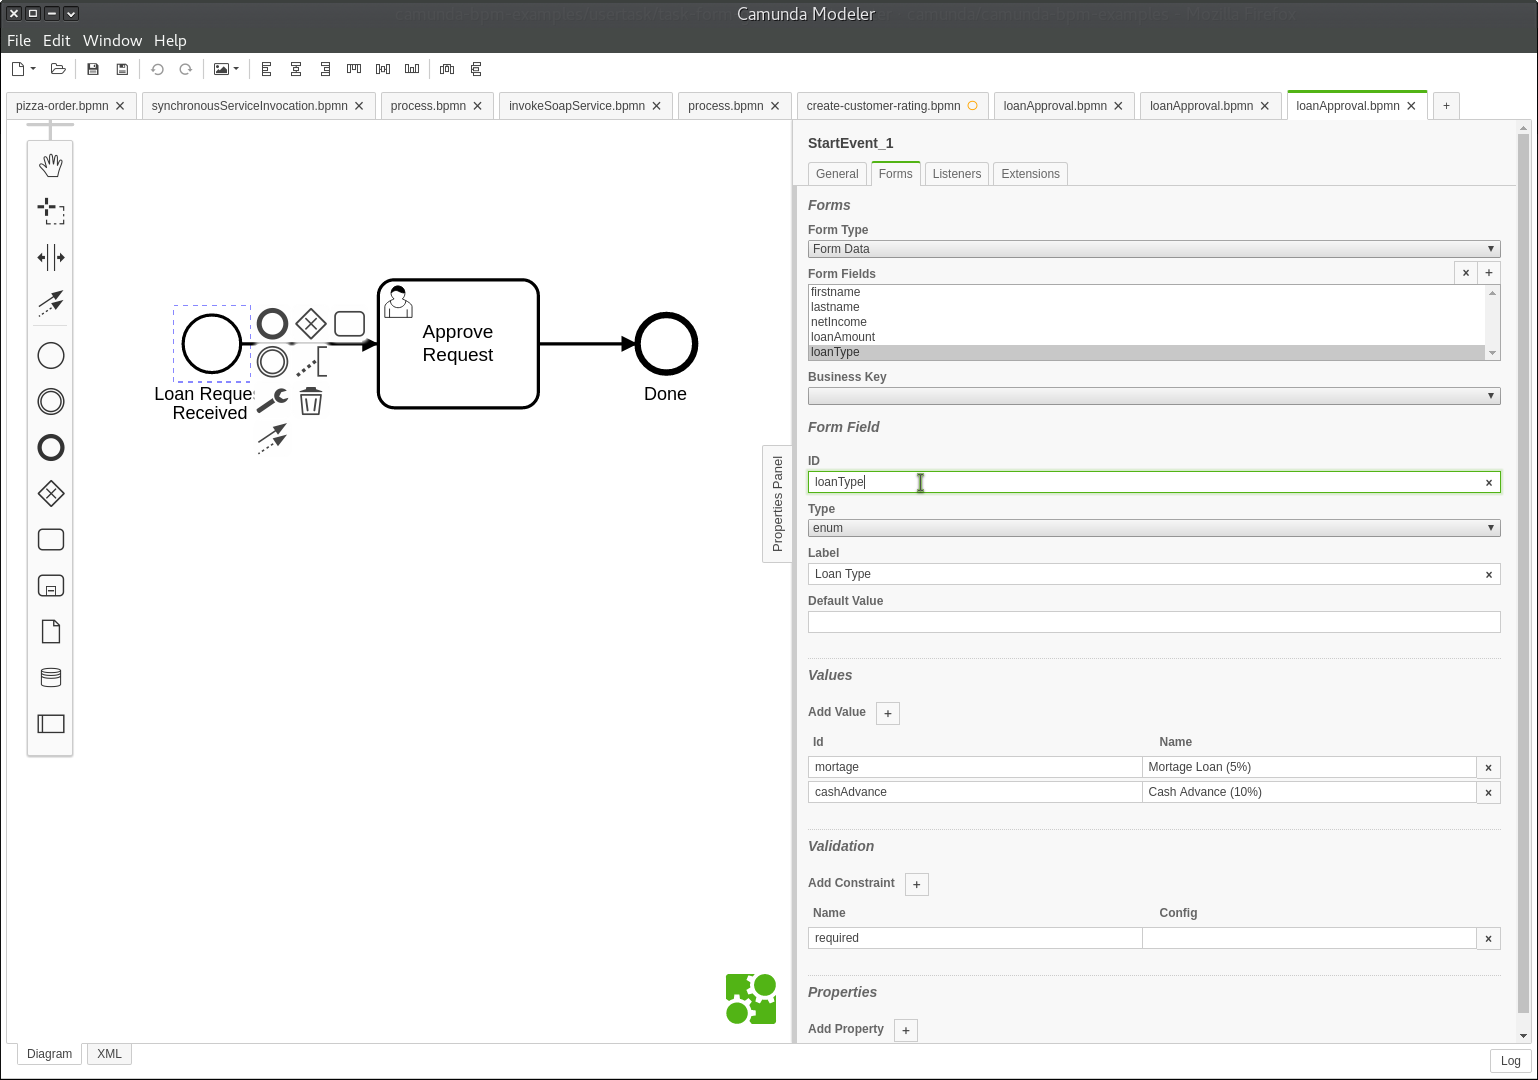 Camunda Modeler
File Edit Window Help
pizza-order.bpmn synchronousServiceInvocation.bpmn process.bpmn invokeSoapService.bpmn process.bpmn create-customer-rating.bpmn loanApproval.bpmn loanApproval.bpmn loanApproval.bpmn +
Approve
Request
Loan Reque
Received
Done
Properties Panel
StartEvent_1
General Forms Listeners Extensions
Forms
Form Type
Form Data
Form Fields
firstname
lastname
netIncome
loanAmount
loanType
Business Key
Form Field
ID
loanType
Type
enum
Label
Loan Type
Default Value
Values
Add Value +
Id Name
mortage Mortage Loan (5%)
cashAdvance Cash Advance (10%)
Validation
Add Constraint +
Name Config
required
Properties
Add Property +
Diagram XML
Log